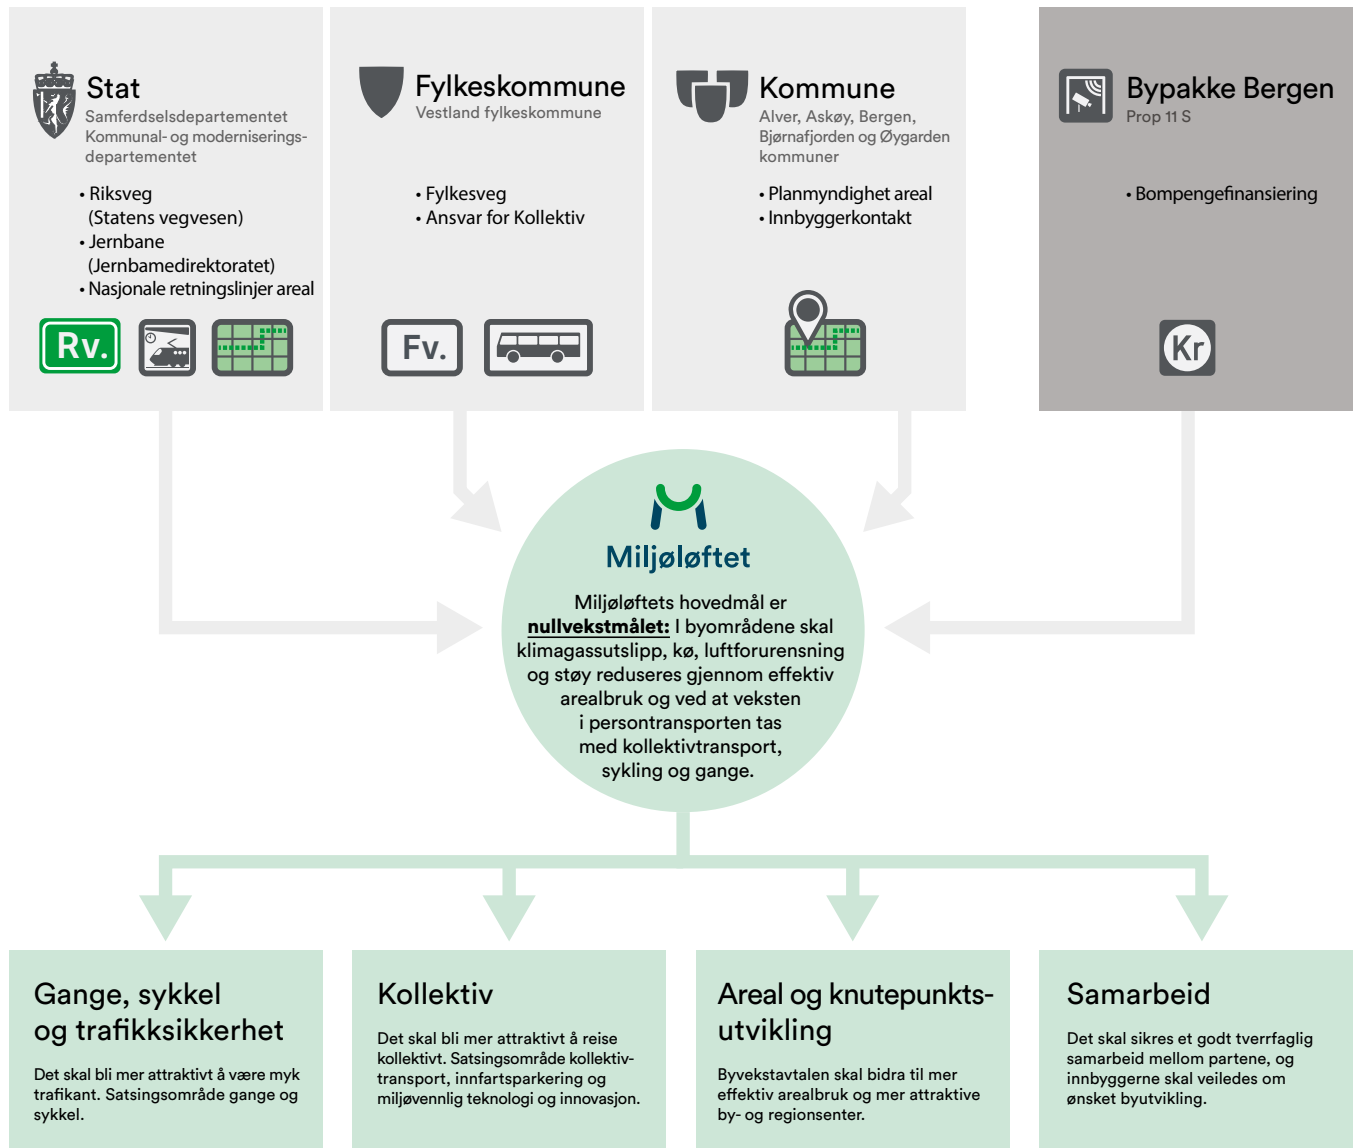 Stat
Samferdselsdepartementet
Kommunal- og moderniserings-
departementet
• Riksveg
(Statens vegvesen)
• Jernbane
(Jernbamedirektoratet)
• Nasjonale retningslinjer areal
Rv.
Fylkeskommune
Vestland fylkeskommune
• Fylkesveg
• Ansvar for Kollektiv
Fv.
Kommune
Alver, Askøy, Bergen,
Bjørnafjorden og Øygarden
kommuner
• Planmyndighet areal
• Innbyggerkontakt
Bypakke Bergen
Prop 11 S
• Bompengefinansiering
Kr
Miljøløftet
Miljøløftets hovedmål er
nullvekstmålet: I byområdene skal
klimagassutslipp, kø, luftforurensning
og støy reduseres gjennom effektiv
arealbruk og ved at veksten
i persontransporten tas
med kollektivtransport,
sykling og gange.
Gange, sykkel
og trafikksikkerhet
Det skal bli mer attraktivt å være myk
trafikant. Satsingsområde gange og
sykkel.
Kollektiv
Det skal bli mer attraktivt å reise
kollektivt. Satsingsområde kollektiv-
transport, innfartsparkering og
miljøvennlig teknologi og innovasjon.
Areal og knutepunkts-
utvikling
Byvekstavtalen skal bidra til mer
effektiv arealbruk og mer attraktive
by- og regionsenter.
Samarbeid
Det skal sikres et godt tverrfaglig
samarbeid mellom partene, og
innbyggerne skal veiledes om
ønsket byutvikling.